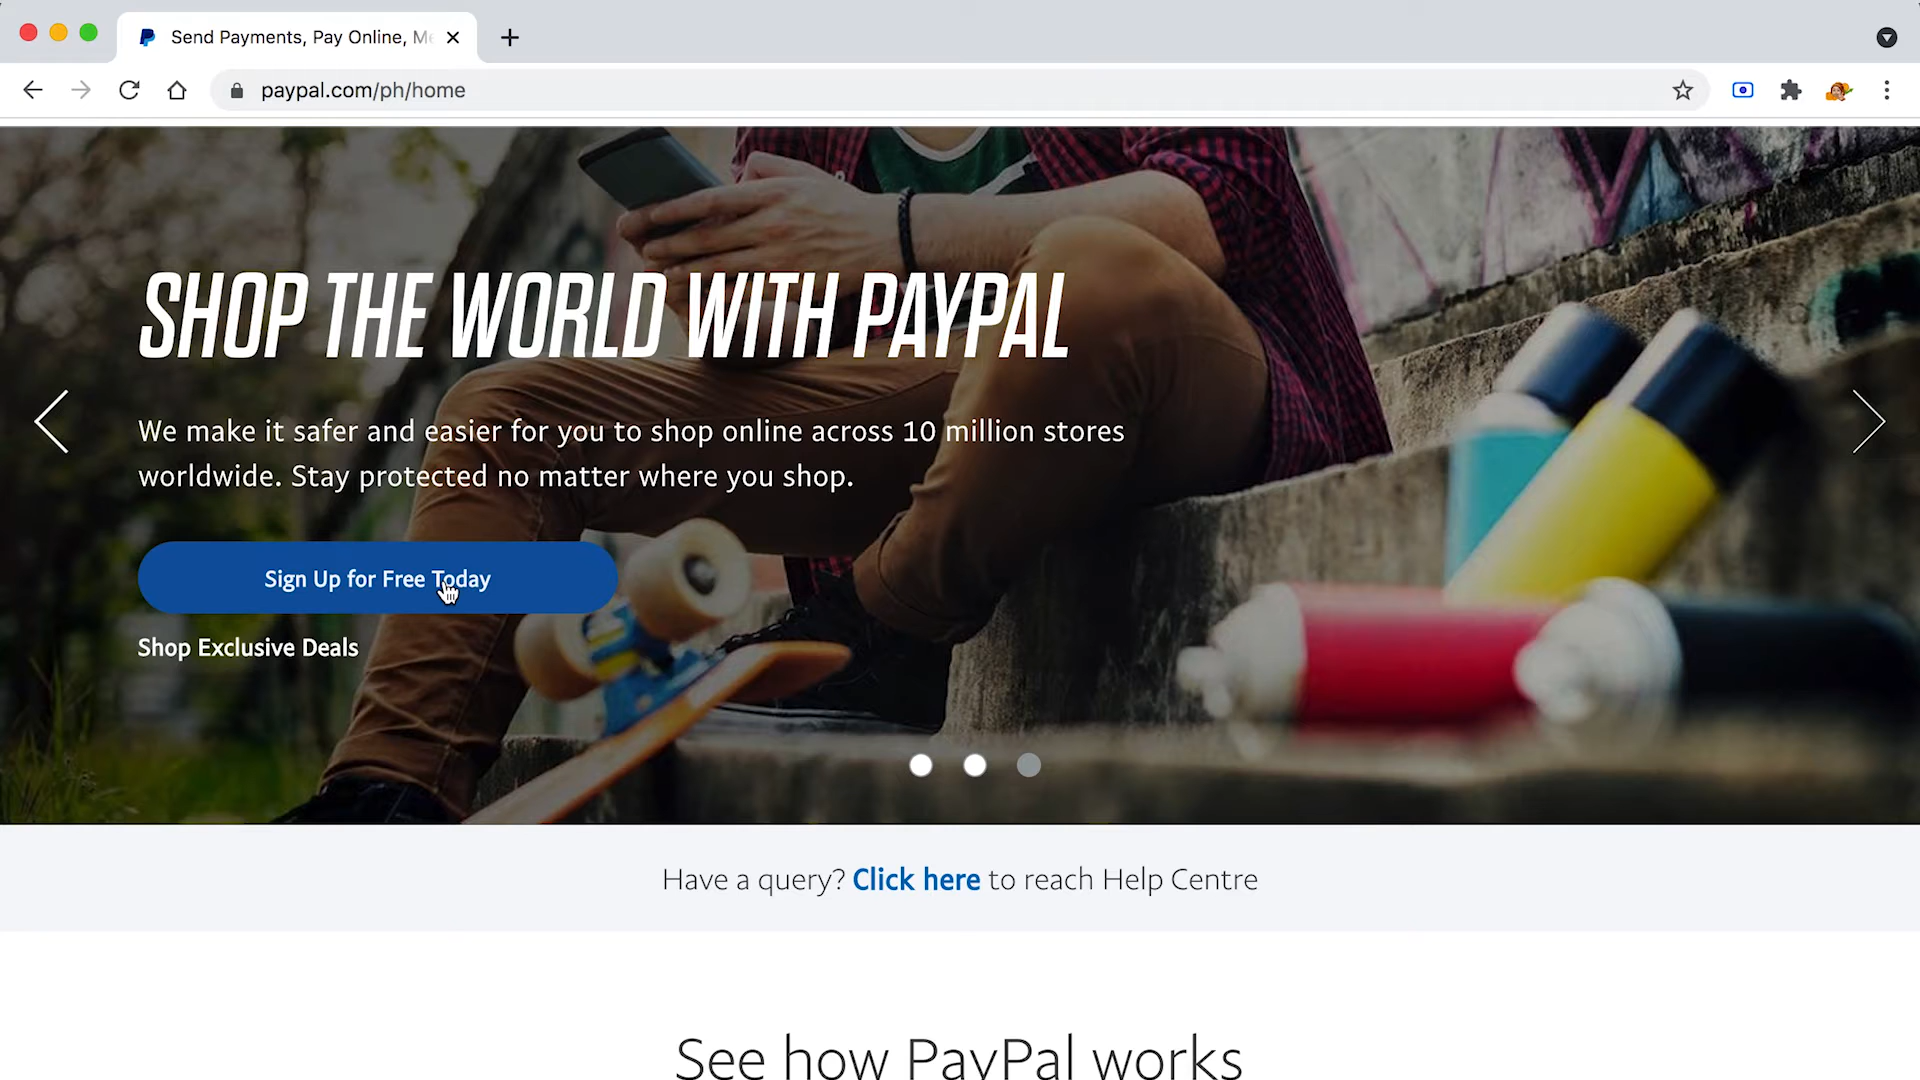 Send Payments, Pay Online, Me
paypal.com/ph/home
SHOP THE WORLD WITH PAYPAL
We make it safer and easier for you to shop online across 10 million stores
worldwide. Stay protected no matter where you shop.
Sign Up for Free Today
Shop Exclusive Deals
Have a query? Click here to reach Help Centre
See how PayPal works